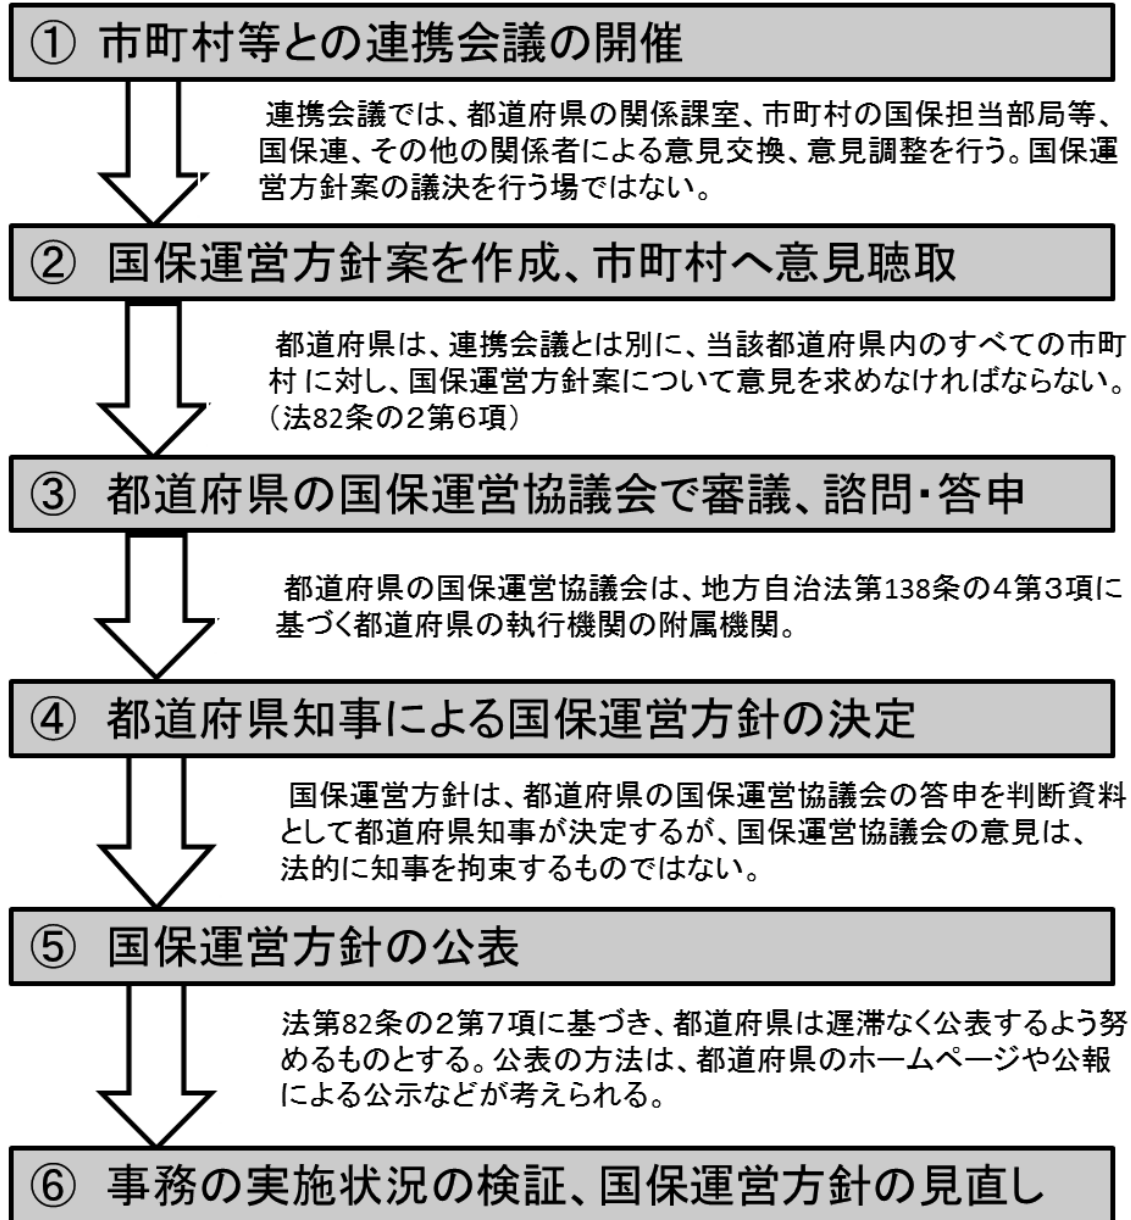 ① 市町村等との連携会議の開催
連携会議では、都道府県の関係課室、市町村の国保担当部局等、
国保連、その他の関係者による意見交換、意見調整を行う。国保運
営方針案の議決を行う場ではない。
② 国保運営方針案を作成、市町村へ意見聴取
都道府県は、連携会議とは別に、当該都道府県内のすべての市町
村 に対し、国保運営方針案について意見を求めなければならない。
（法82条の２第６項）
③ 都道府県の国保運営協議会で審議、諮問・答申
都道府県の国保運営協議会は、地方自治法第138条の４第３項に
基づく都道府県の執行機関の附属機関。
④ 都道府県知事による国保運営方針の決定
国保運営方針は、都道府県の国保運営協議会の答申を判断資料
として都道府県知事が決定するが、国保運営協議会の意見は、
法的に知事を拘束するものではない。
⑤ 国保運営方針の公表
法第82条の２第７項に基づき、都道府県は遅滞なく公表するよう努
めるものとする。公表の方法は、都道府県のホームページや公報
による公示などが考えられる。
⑥ 事務の実施状況の検証、国保運営方針の見直し